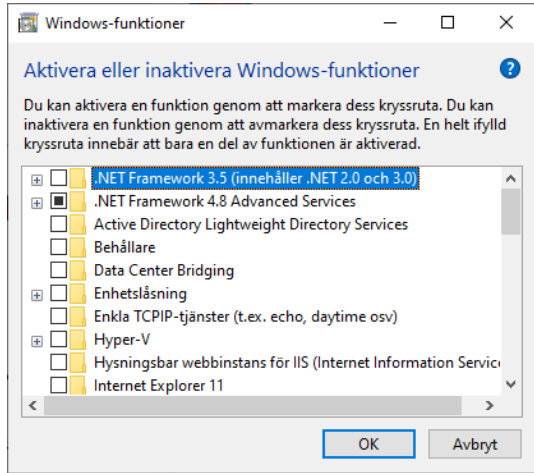 Windows-funktioner
Aktivera eller inaktivera Windows-funktioner
?
Du kan aktivera en funktion genom att markera dess kryssruta. Du kan
inaktivera en funktion genom att avmarkera dess kryssruta. En helt ifylld
kryssruta innebär att bara en del av funktionen är aktiverad.
.NET Framework 3.5 (innehåller .NET 2.0 och 3.0)
.NET Framework 4.8 Advanced Services
Active Directory Lightweight Directory Services
Behållare
Data Center Bridging
Enhetslåsning
Enkla TCPIP-tjänster (t.ex. echo, daytime osv)
Hyper-V
Hysningsbar webbinstans för IIS (Internet Information Servic
Internet Explorer 11
OK
Avbryt